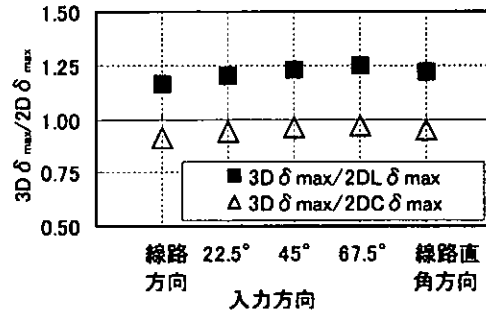 3D δ max/2D δ max
1.50
1.25
1.00
0.75
0.50
■ 3D δ max/2DL δ max
△ 3D δ max/2DC δ max
線路 22.5° 45° 67.5° 線路直
方向 角方向
入力方向